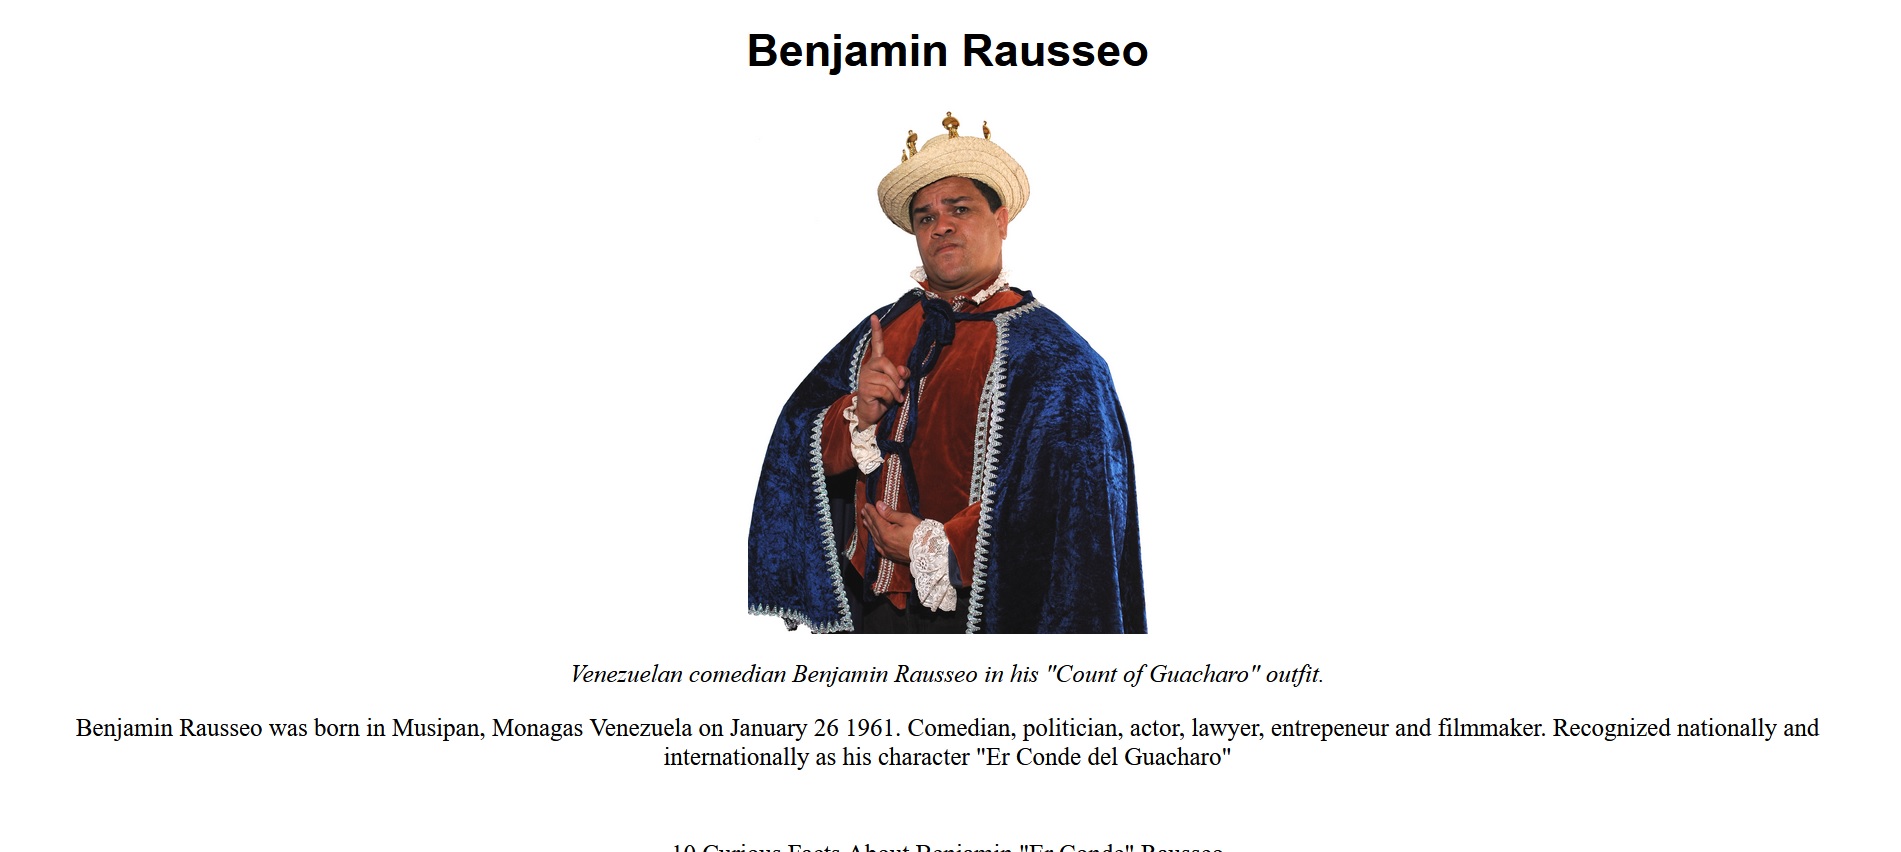 Benjamin Rausseo
Venezuelan comedian Benjamin Rausseo in his "Count of Guacharo" outfit.
Benjamin Rausseo was born in Musipan, Monagas Venezuela on January 26 1961. Comedian, politician, actor, lawyer, entrepeneur and filmmaker. Recognized nationally and
internationally as his character "Er Conde del Guacharo"
10 Curious Facts About Benjamin "Er Conde" Rausseo